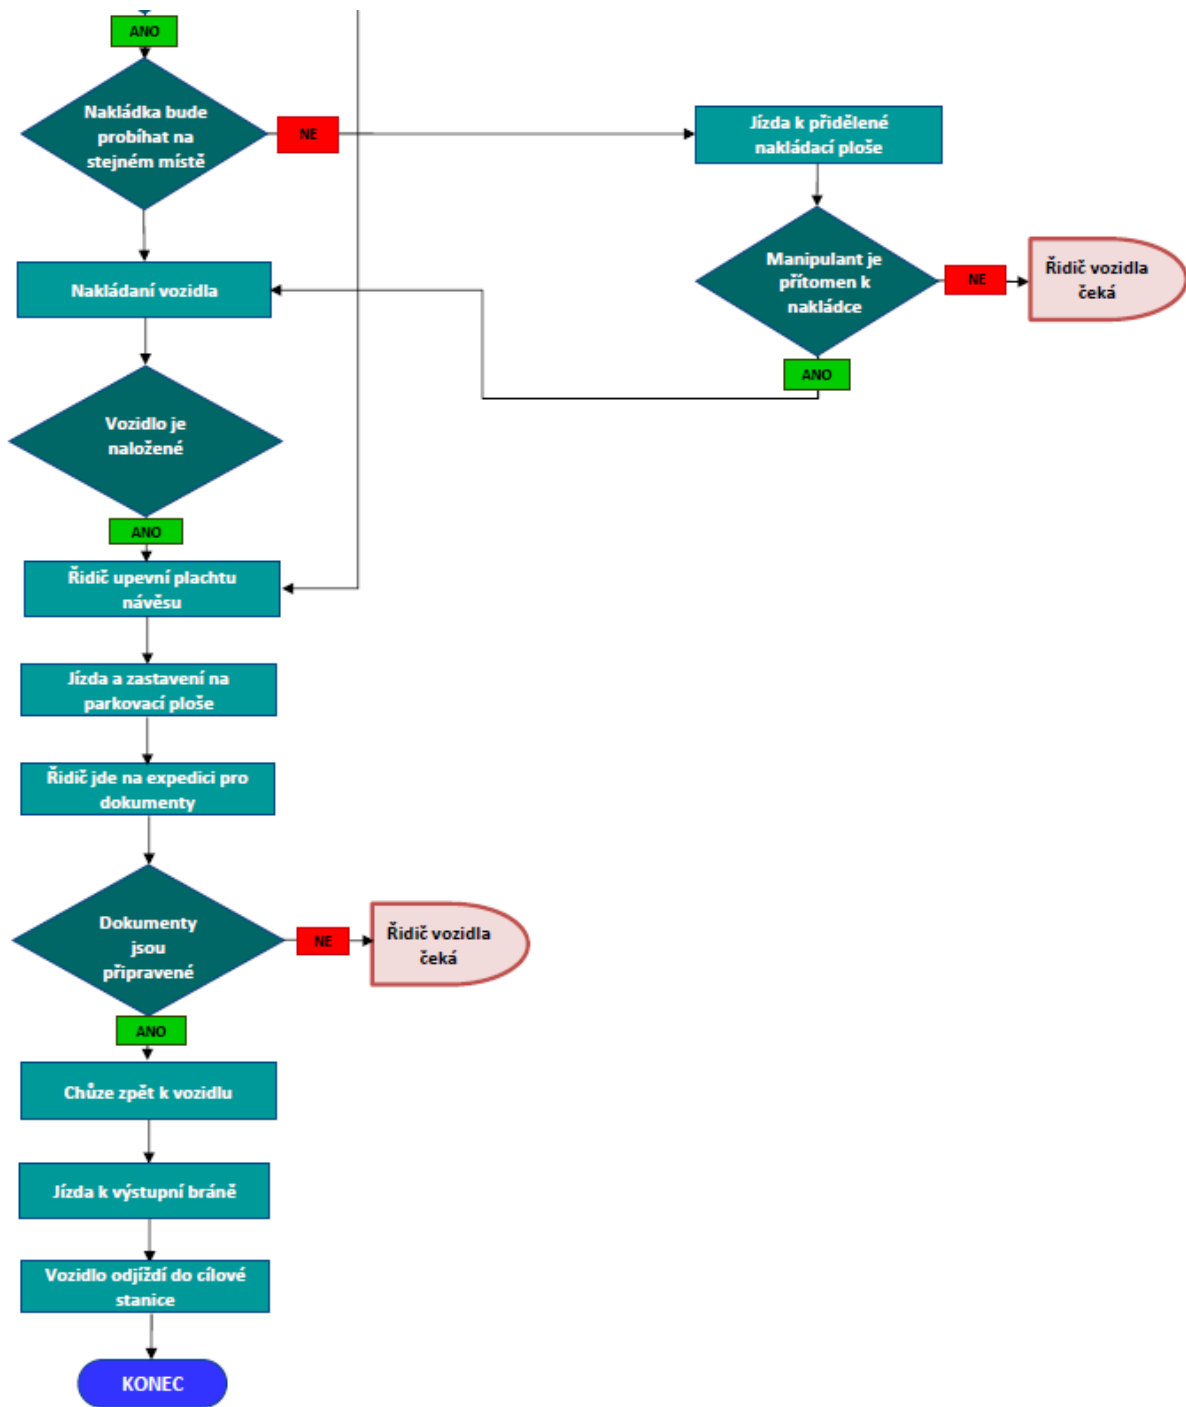 ANO
Nakládka bude
probíhat na
stejném místě
NE
Jízda k přidělené
nakládací ploše
Manipulant je
přítomen k
nakládce
NE
Řidič vozidla
čeká
ANO
Nakládaní vozidla
Vozidlo je
naložené
ANO
Řidič upevní plachtu
návěsu
Jízda a zastavení na
parkovací ploše
Řidič jde na expedici pro
dokumenty
Dokumenty
jsou
připravené
NE
Řidič vozidla
čeká
ANO
Chůze zpět k vozidlu
Jízda k výstupní bráně
Vozidlo odjíždí do cílové
stanice
KONEC